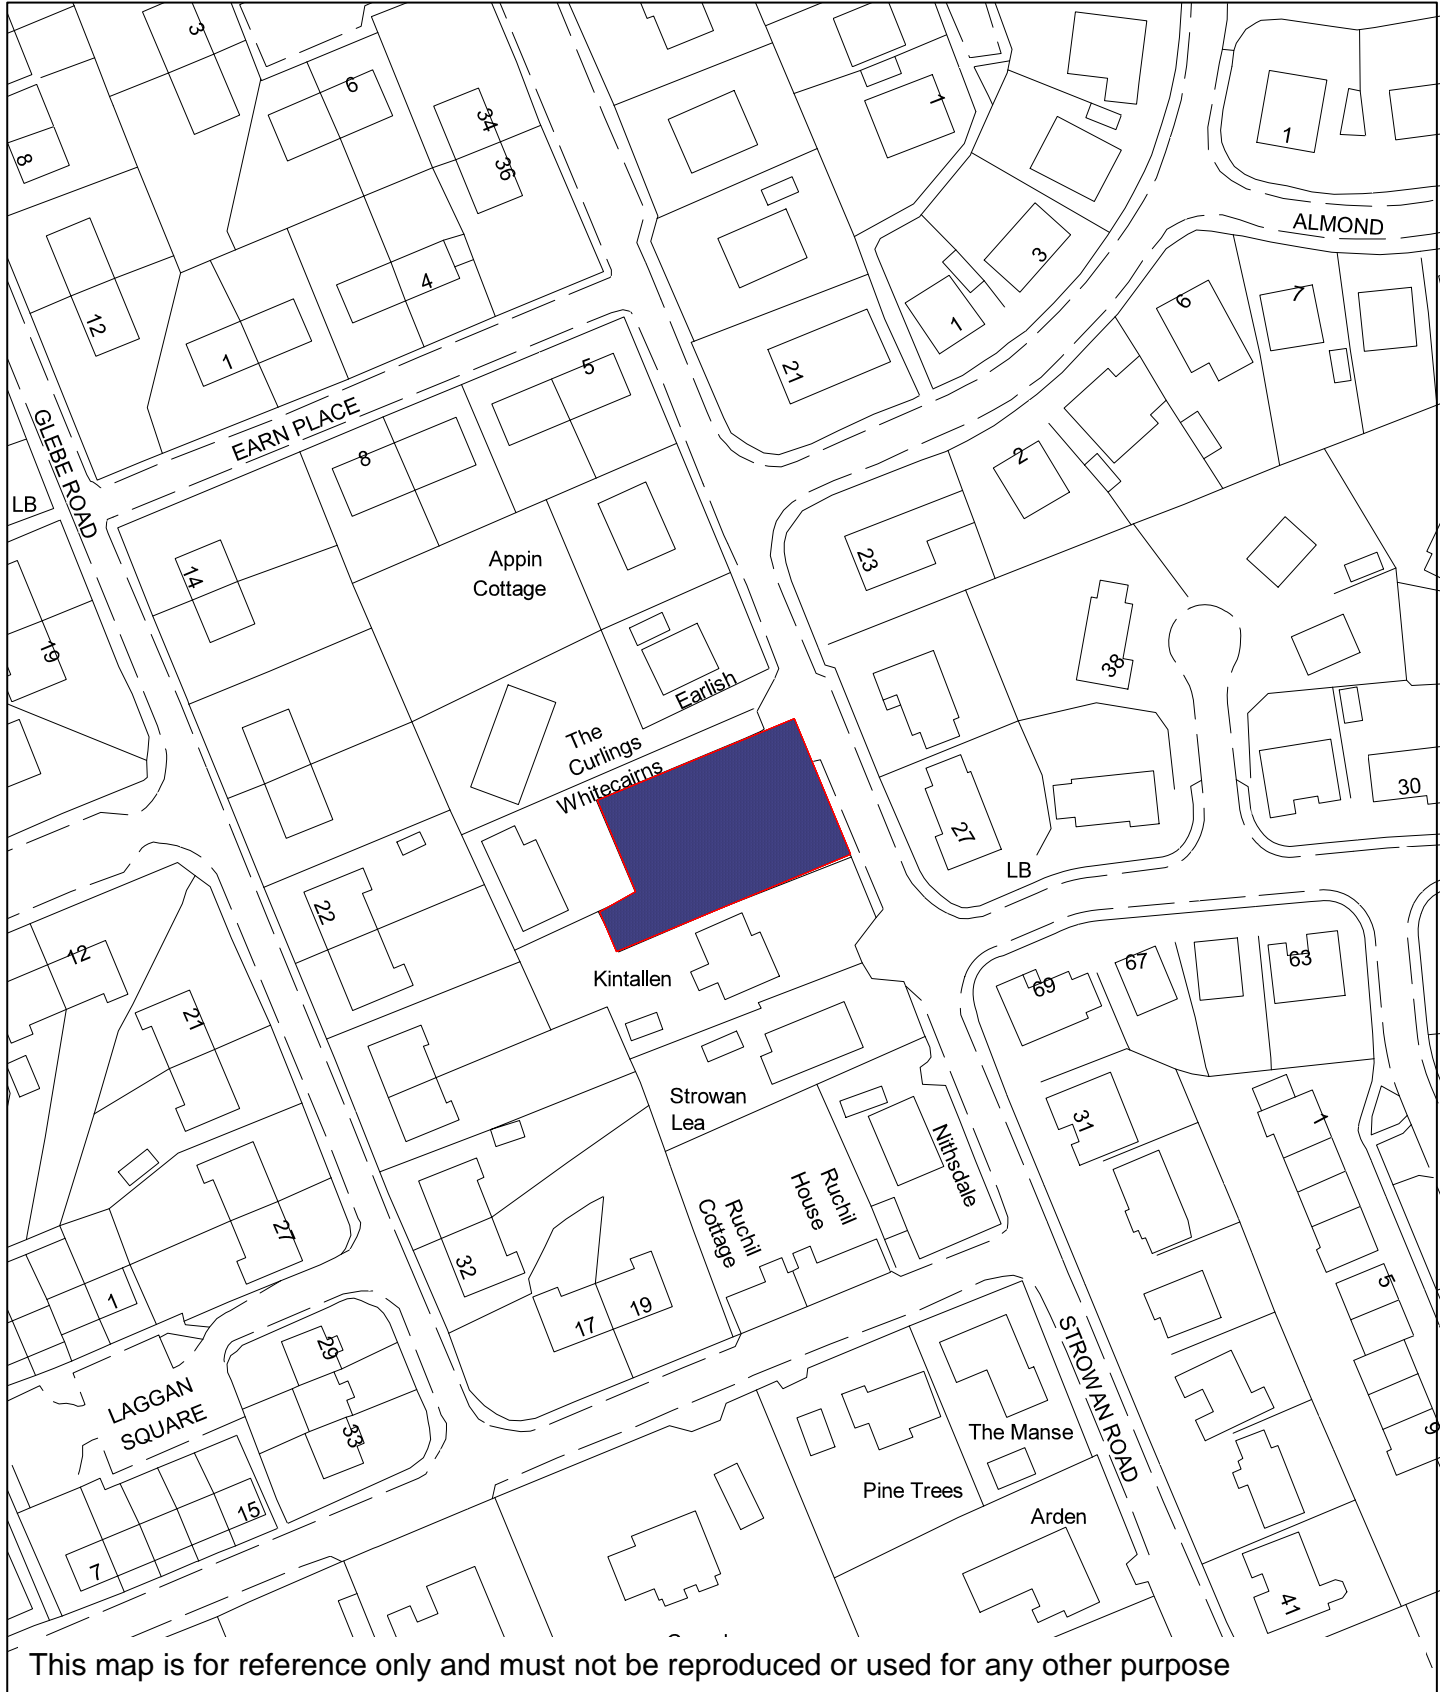 3
6
34
1
1
8
36
ALMOND
3
12
4
6
7
1
1
21
5
GLEBE ROAD
EARN PLACE
8
2
LB
Appin
Cottage
14
23
19
38
Earlish
The
Curlings
Whitecairns
30
27
LB
22
12
Kintallen
69
67
63
21
Strowan
Lea
31
1
Nithsdale
Ruchil
House
Ruchil
Cottage
27
32
1
5
19
17
29
STROWAN ROAD
LAGGAN
SQUARE
33
The Manse
9
Pine Trees
15
Arden
7
41
This map is for reference only and must not be reproduced or used for any other purpose